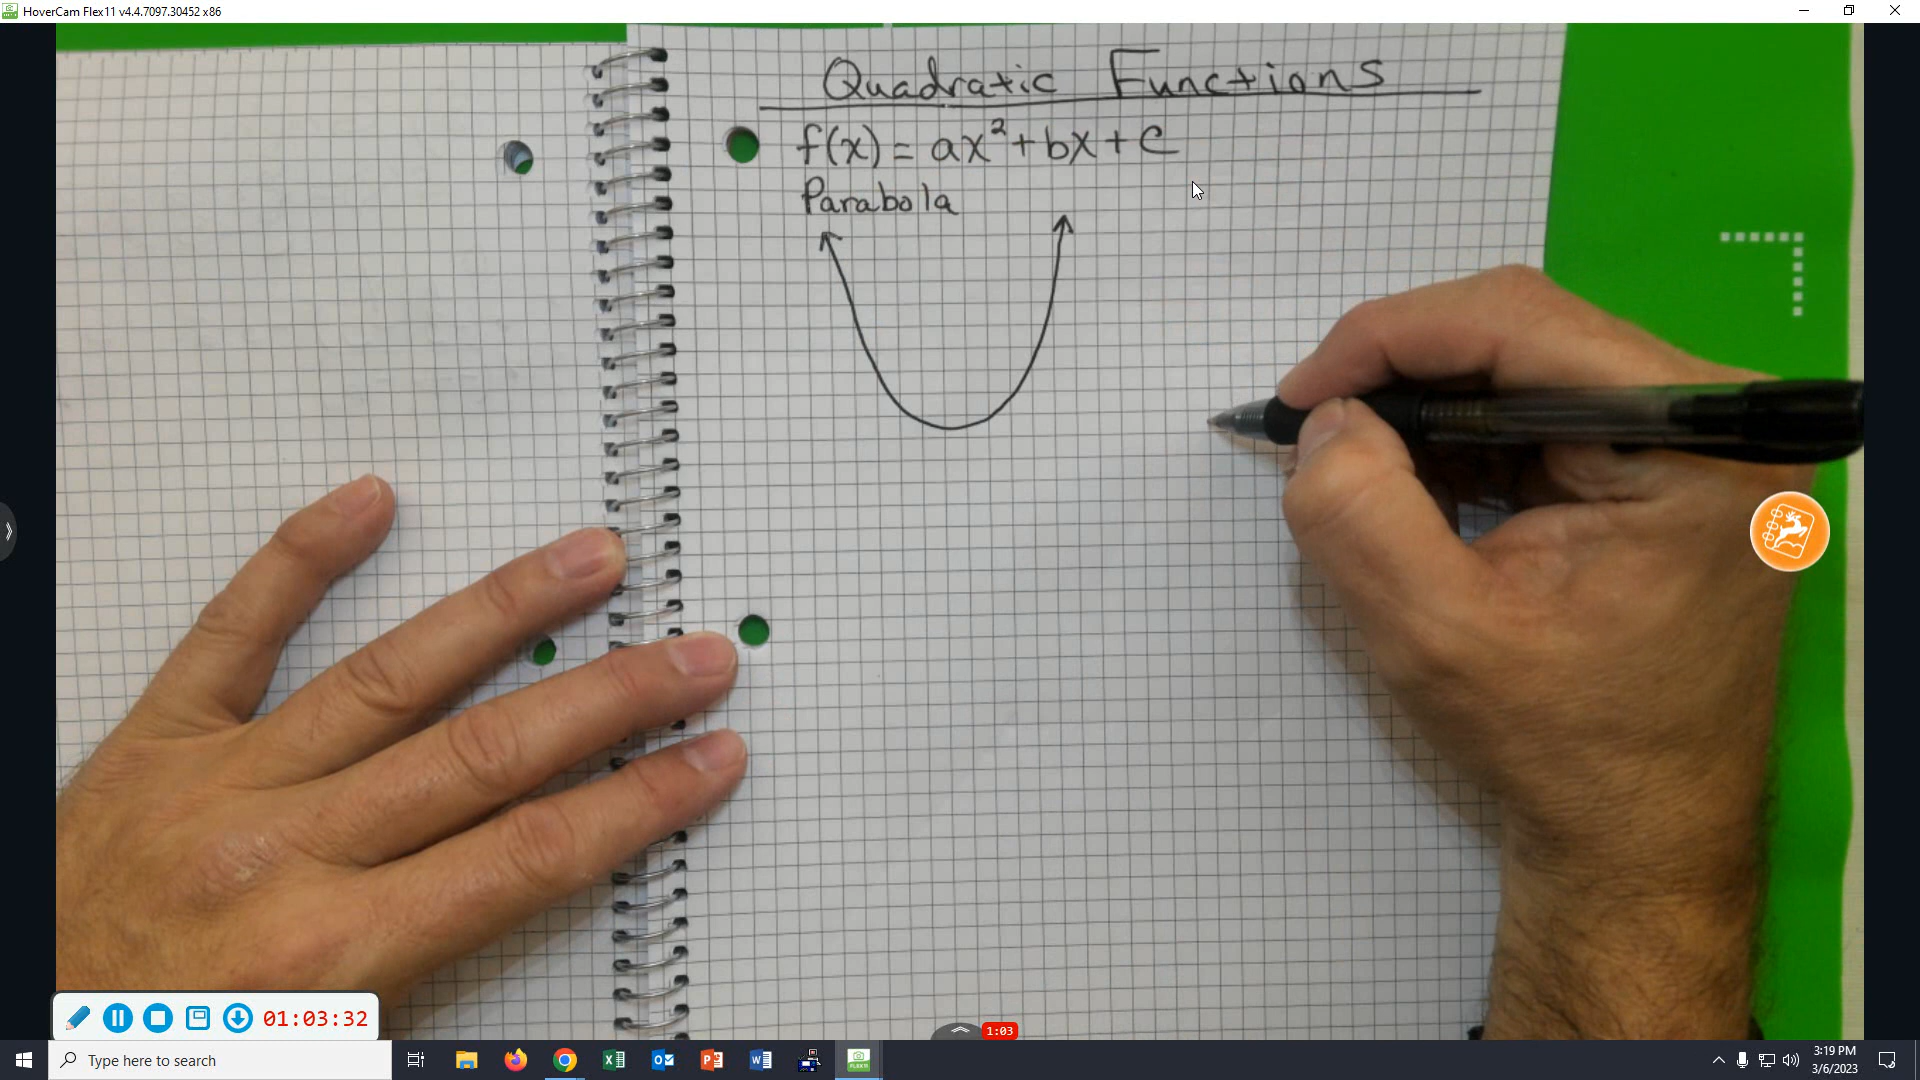 HoverCam Flex11 v4.4.7097.30452 x86
Quadratic Functions
f(x) = ax²+bx+c
Parabola
01:03:32
1:03
Type here to search
3:19 PM
3/6/2023